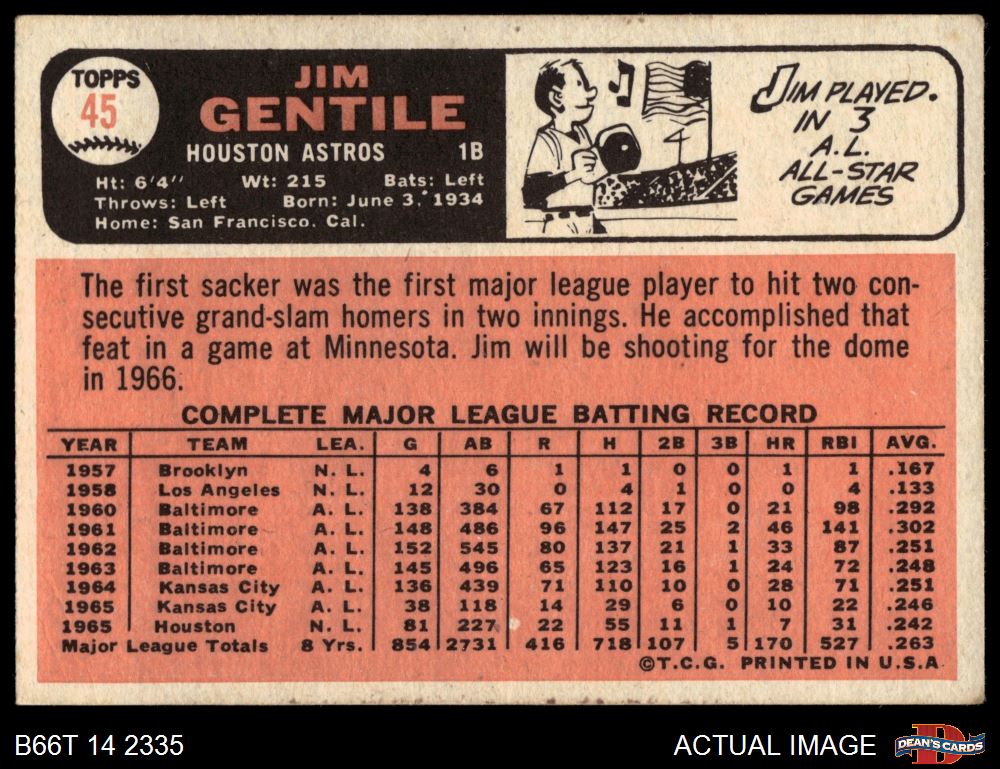 TOPPS
45
JIM
GENTILE
HOUSTON ASTROS 1B
Ht: 6'4" Wt: 215 Bats: Left
Throws: Left Born: June 3, 1934
Home: San Francisco. Cal.
4
JIM PLAYED.
IN 3
A.L.
ALL-STAR
GAMES
The first sacker was the first major league player to hit two con-
secutive grand-slam homers in two innings. He accomplished that
feat in a game at Minnesota. Jim will be shooting for the dome
in 1966.
COMPLETE MAJOR LEAGUE BATTING RECORD
YEAR TEAM LEA. G AB R H 2B 3B HR RBI AVG.
1957 Brooklyn N. L. 4 6 1 1 0 0 1 1 .167
1958 Los Angeles N. L. 12 30 0 4 1 0 0 4 .133
1960 Baltimore A. L. 138 384 67 112 17 0 21 98 .292
1961 Baltimore A. L. 148 486 96 147 25 2 46 141 .302
1962 Baltimore A. L. 152 545 80 137 21 1 33 87 .251
1963 Baltimore A. L. 145 496 65 123 16 1 24 72 .248
1964 Kansas City A. L. 136 439 71 110 10 0 28 71 .251
1965 Kansas City A. L. 38 118 14 29 6 0 10 22 .246
1965 Houston N. L. 81 227 22 55 11 1 7 31 .242
Major League Totals 8 Yrs. 854 2731 416 718 107 5 170 527 .263
©T.C.G. PRINTED IN U.S.A
B66T 14 2335
ACTUAL IMAGE
D
DEAN'S CARDS